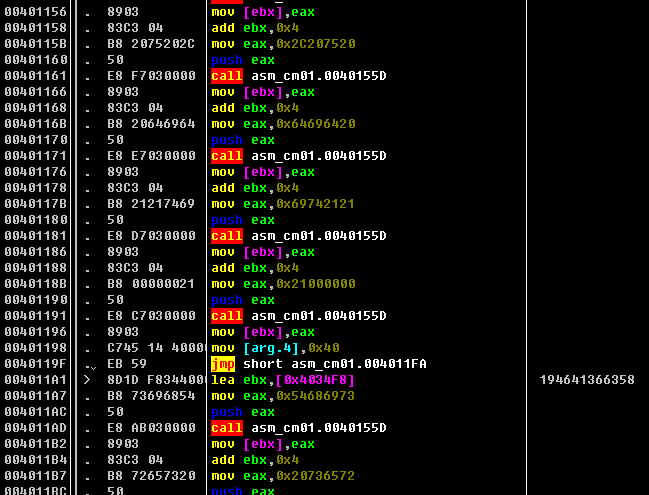 00401156 . 8903 mov [ebx],eax
00401158 . 83C3 04 add ebx,0x4
0040115B . B8 2075202C mov eax,0x2C207520
00401160 . 50 push eax
00401161 . E8 F7030000 call asm_cm01.0040155D
00401166 . 8903 mov [ebx],eax
00401168 . 83C3 04 add ebx,0x4
0040116B . B8 20646964 mov eax,0x64696420
00401170 . 50 push eax
00401171 . E8 E7030000 call asm_cm01.0040155D
00401176 . 8903 mov [ebx],eax
00401178 . 83C3 04 add ebx,0x4
0040117B . B8 21217469 mov eax,0x69742121
00401180 . 50 push eax
00401181 . E8 D7030000 call asm_cm01.0040155D
00401186 . 8903 mov [ebx],eax
00401188 . 83C3 04 add ebx,0x4
0040118B . B8 00000021 mov eax,0x21000000
00401190 . 50 push eax
00401191 . E8 C7030000 call asm_cm01.0040155D
00401196 . 8903 mov [ebx],eax
00401198 . C745 14 40000 mov [arg.4],0x40
0040119F . EB 59 jmp short asm_cm01.004011FA
004011A1 > 8D1D F8344000 lea ebx,[0x4034F8] 194641366358
004011A7 . B8 73696854 mov eax,0x54686973
004011AC . 50 push eax
004011AD . E8 AB030000 call asm_cm01.0040155D
004011B2 . 8903 mov [ebx],eax
004011B4 . 83C3 04 add ebx,0x4
004011B7 . B8 72657320 mov eax,0x20736572
004011BC . 50 push eax